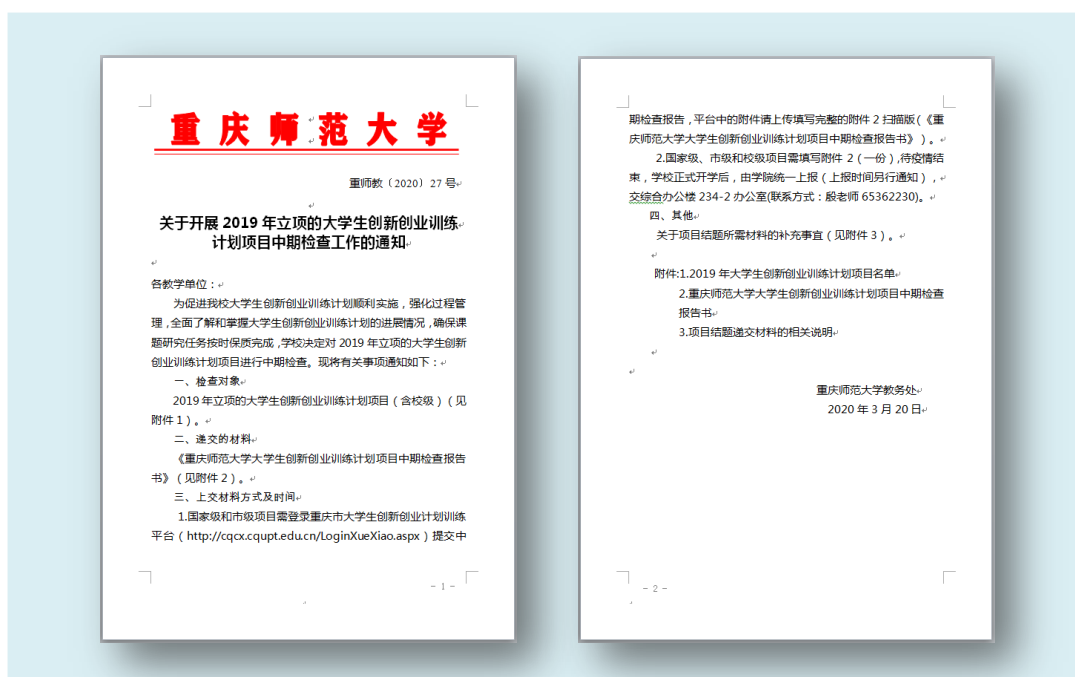 重庆师范大学
重师教〔2020〕27号
关于开展 2019 年立项的大学生创新创业训练
计划项目中期检查工作的通知
各教学单位：
为促进我校大学生创新创业训练计划顺利实施，强化过程管
理，全面了解和掌握大学生创新创业训练计划的进展情况，确保课
题研究任务按时保质完成，学校决定对 2019 年立项的大学生创新
创业训练计划项目进行中期检查。现将有关事项通知如下：
一、检查对象
2019 年立项的大学生创新创业训练计划项目（含校级）（见
附件 1）。
二、递交的材料
《重庆师范大学大学生创新创业训练计划项目中期检查报告
书》（见附件 2）。
三、上交材料方式及时间
1.国家级和市级项目需登录重庆市大学生创新创业计划训练
平台（http://cqcx.cqupt.edu.cn/LoginXueXiao.aspx）提交中
- 1 -
期检查报告，平台中的附件请上传填写完整的附件 2 扫描版（《重
庆师范大学大学生创新创业训练计划项目中期检查报告书》）。
2.国家级、市级和校级项目需填写附件 2（一份），待疫情结
束，学校正式开学后，由学院统一上报（上报时间另行通知），
交综合办公楼 234-2 办公室(联系方式：殷老师 65362230)。
四、其他
关于项目结题所需材料的补充事宜（见附件 3）。
附件:1.2019 年大学生创新创业训练计划项目名单
2.重庆师范大学大学生创新创业训练计划项目中期检查
报告书
3.项目结题递交材料的相关说明
重庆师范大学教务处
2020 年 3 月 20 日
- 2 -